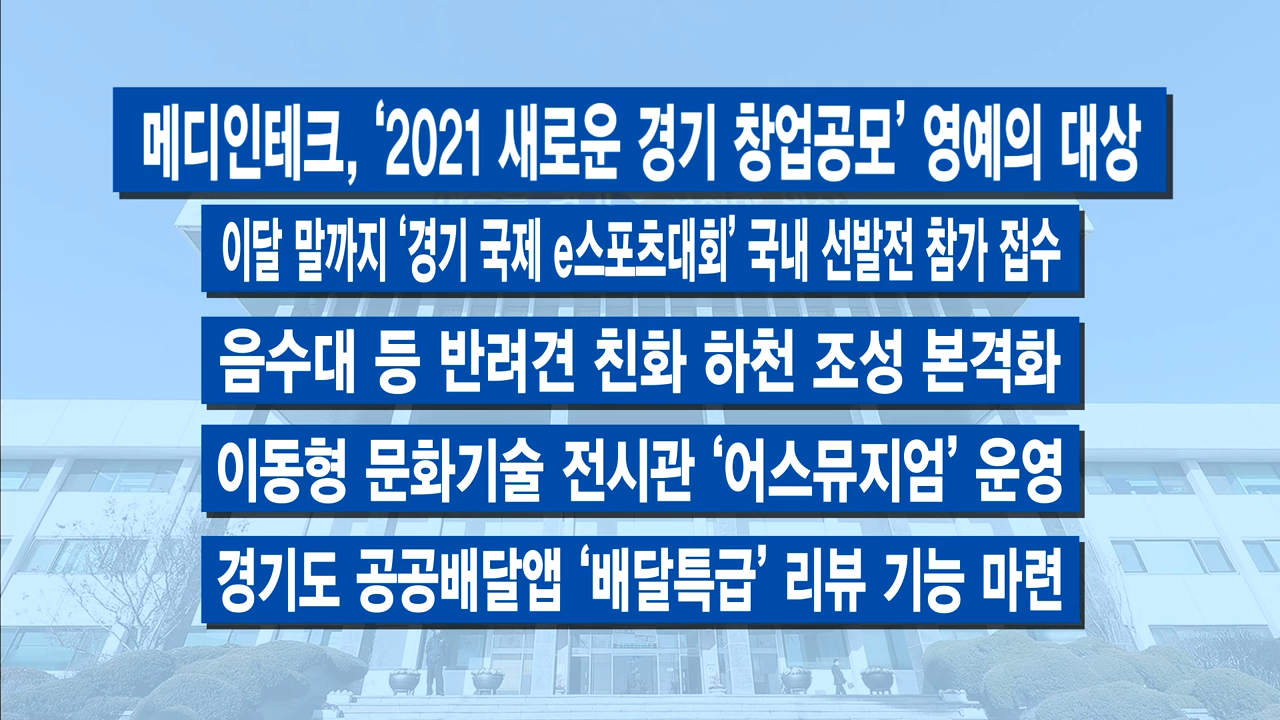 메디인테크, ‘2021 새로운 경기 창업공모’ 영예의 대상
이달 말까지 ‘경기 국제 e스포츠대회’ 국내 선발전 참가 접수
음수대 등 반려견 친화 하천 조성 본격화
이동형 문화기술 전시관 ‘어스뮤지엄’ 운영
경기도 공공배달앱 ‘배달특급’ 리뷰 기능 마련